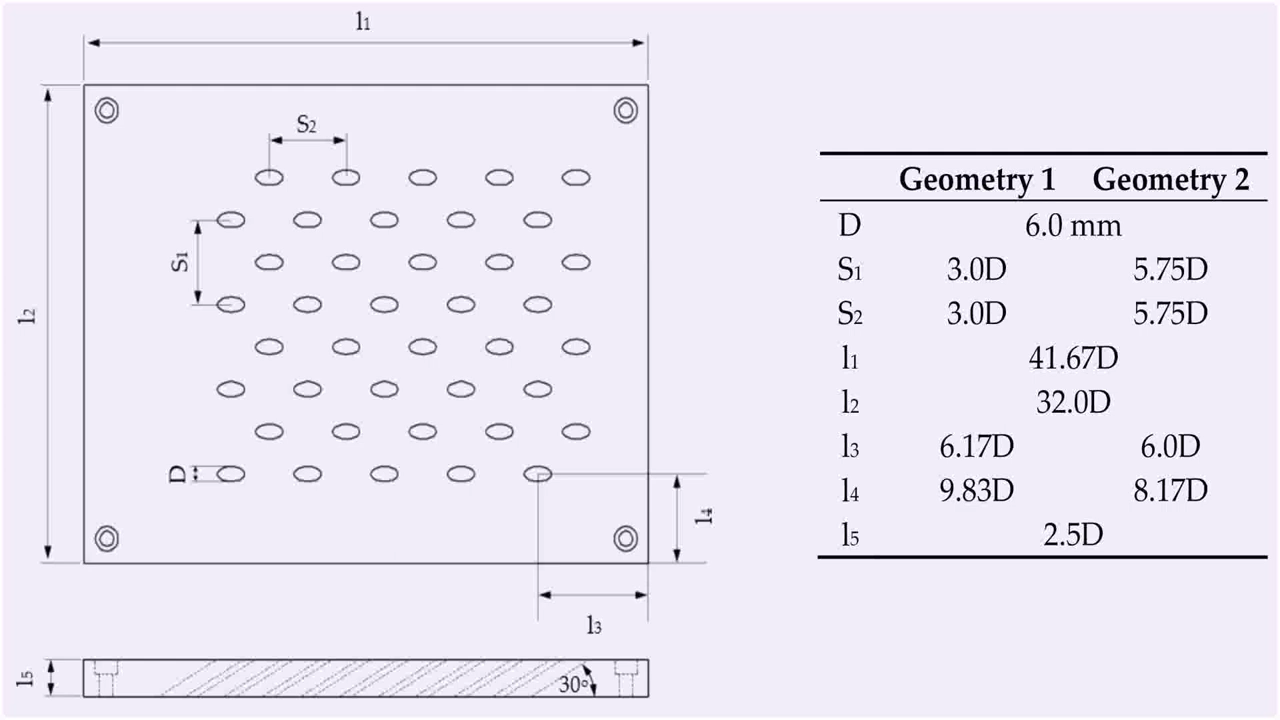 l1
S2
S1
l2
D
l4
l3
l5
30°
Geometry 1 Geometry 2
D 6.0 mm
S1 3.0D 5.75D
S2 3.0D 5.75D
l1 41.67D
l2 32.0D
l3 6.17D 6.0D
l4 9.83D 8.17D
l5 2.5D